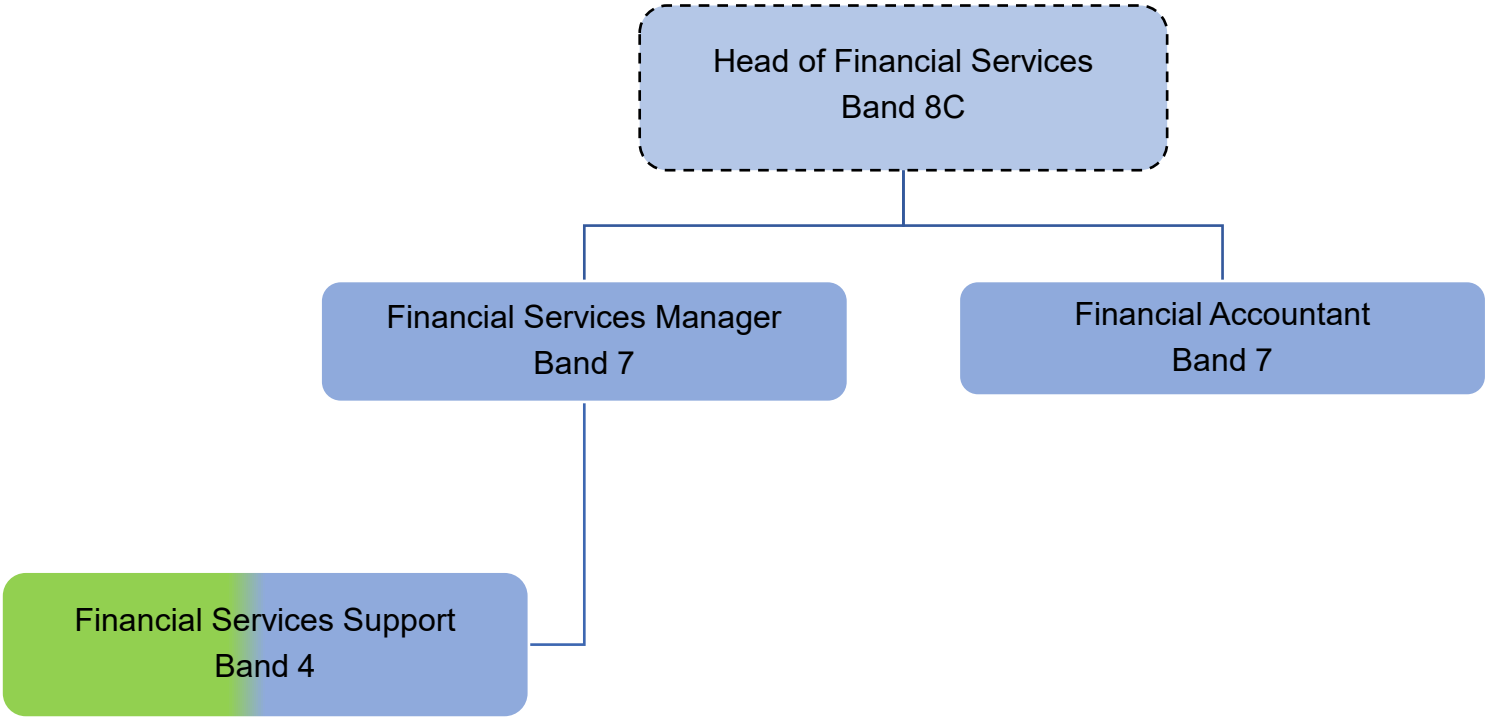 Head of Financial Services
Band 8C
Financial Services Manager
Band 7
Financial Accountant
Band 7
Financial Services Support
Band 4